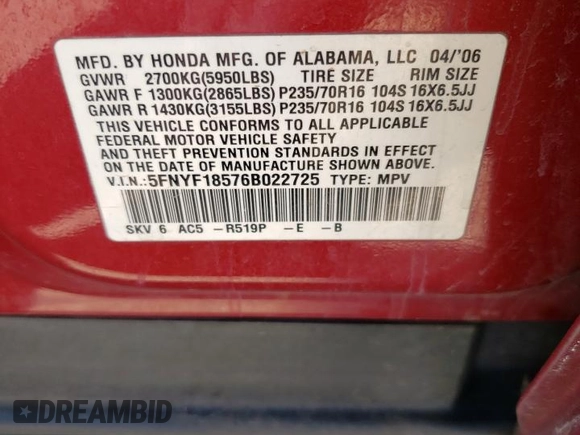 MFD. BY HONDA MFG. OF ALABAMA, LLC 04/'06
GVWR 2700KG(5950LBS) TIRE SIZE RIM SIZE
GAWR F 1300KG(2865LBS) P235/70R16 104S 16X6.5JJ
GAWR R 1430KG(3155LBS) P235/70R16 104S 16X6.5JJ
THIS VEHICLE CONFORMS TO ALL APPLICABLE
FEDERAL MOTOR VEHICLE SAFETY
AND THEFT PREVENTION STANDARDS IN EFFECT
ON THE DATE OF MANUFACTURE SHOWN ABOVE.
V.I.N.:5FNYF18576B022725 TYPE: MPV
SKV 6 AC5 -R519P -E -B
DREAMBID